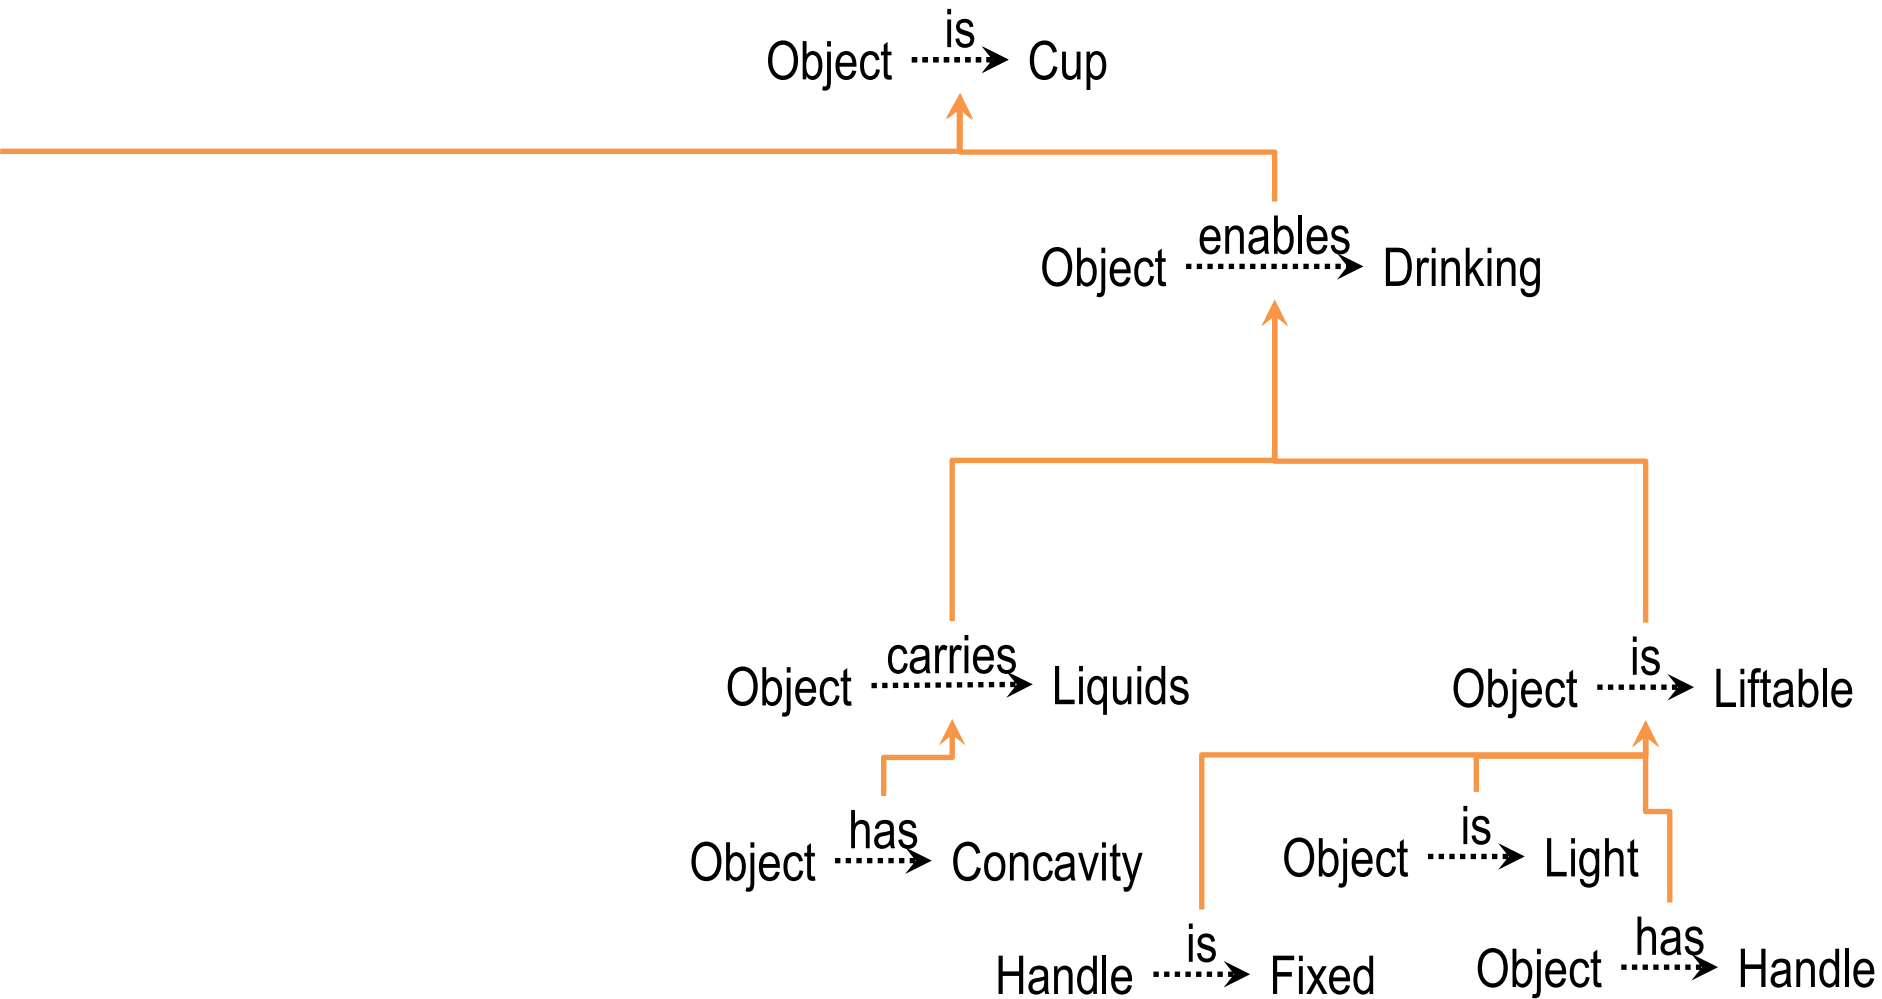 Object is Cup
Object enables Drinking
Object carries Liquids
Object is Liftable
Object has Concavity
Object is Light
Handle is Fixed
Object has Handle